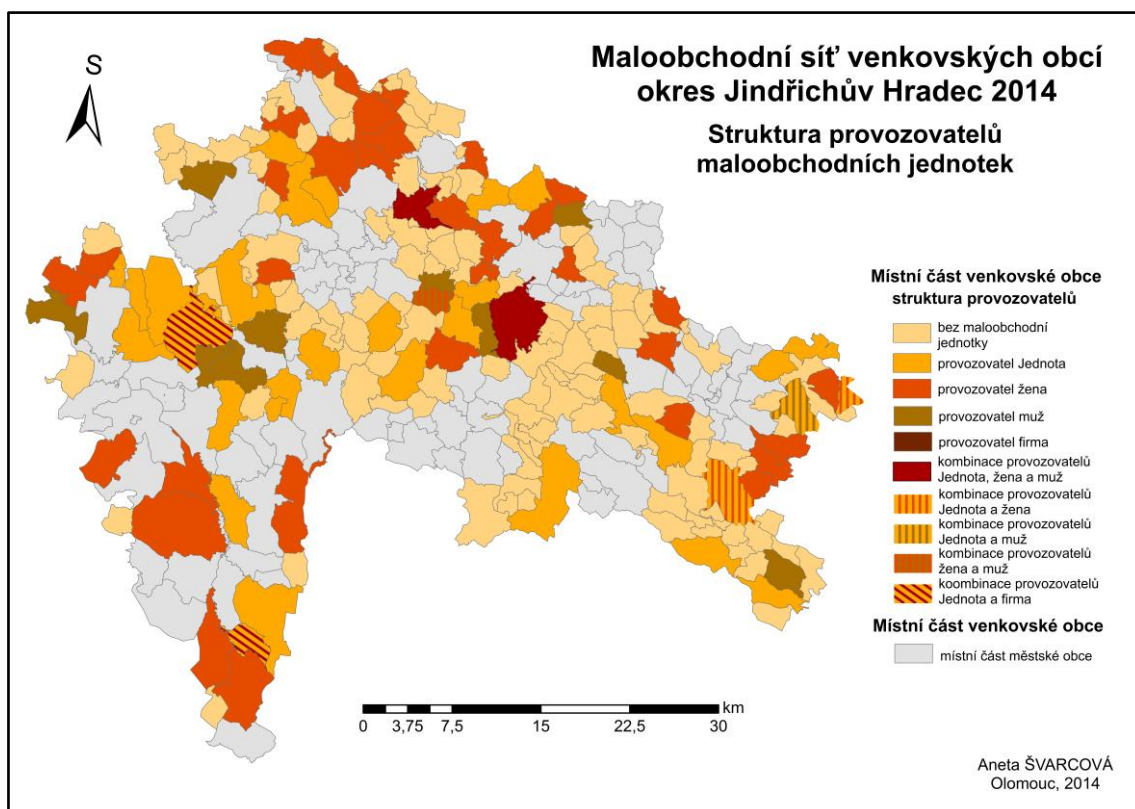 Maloobchodní síť venkovských obcí
okres Jindřichův Hradec 2014
Struktura provozovatelů
maloobchodních jednotek
S
Místní část venkovské obce
struktura provozovatelů
bez maloobchodní
jednotky
provozovatel Jednota
provozovatel žena
provozovatel muž
provozovatel firma
kombinace provozovatelů
Jednota, žena a muž
kombinace provozovatelů
Jednota a žena
kombinace provozovatelů
Jednota a muž
kombinace provozovatelů
žena a muž
koombinace provozovatelů
Jednota a firma
Místní část venkovské obce
místní část městské obce
km
0 3,75 7,5 15 22,5 30
Aneta ŠVARCOVÁ
Olomouc, 2014